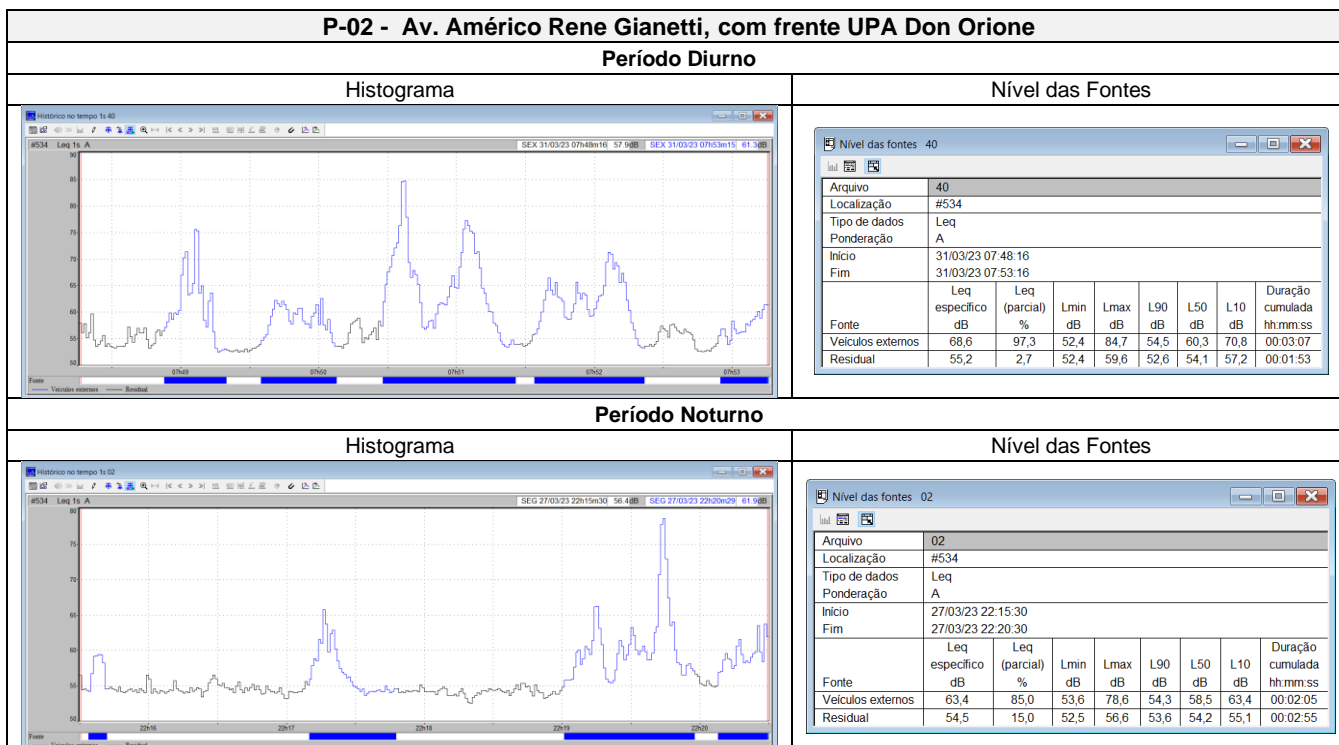 P-02 - Av. Américo Rene Gianetti, com frente UPA Don Orione
Período Diurno
Histograma
Nível das Fontes
Histórico no tempo 1s 40
#534 Leq 1s A SEX 31/03/23 07h48m16 57.9dB SEX 31/03/23 07h53m15 61.3dB
90
85
80
75
70
65
60
55
50
07h49 07h50 07h51 07h52 07h53
Fonte
Veículos externos Residual
Nível das fontes 40
Arquivo 40
Localização #534
Tipo de dados Leq
Ponderação A
Início 31/03/23 07:48:16
Fim 31/03/23 07:53:16
Leq Leq Duração
específico (parcial) Lmin Lmax L90 L50 L10 cumulada
Fonte dB % dB dB dB dB dB hh:mm:ss
Veículos externos 68,6 97,3 52,4 84,7 54,5 60,3 70,8 00:03:07
Residual 55,2 2,7 52,4 59,6 52,6 54,1 57,2 00:01:53
Período Noturno
Histograma
Nível das Fontes
Histórico no tempo 1s 02
#534 Leq 1s A SEG 27/03/23 22h15m30 56.4dB SEG 27/03/23 22h20m29 61.9dB
80
75
70
65
60
55
50
22h16 22h17 22h18 22h19 22h20
Fonte
Veículos externos Residual
Nível das fontes 02
Arquivo 02
Localização #534
Tipo de dados Leq
Ponderação A
Início 27/03/23 22:15:30
Fim 27/03/23 22:20:30
Leq Leq Duração
específico (parcial) Lmin Lmax L90 L50 L10 cumulada
Fonte dB % dB dB dB dB dB hh:mm:ss
Veículos externos 63,4 85,0 53,6 78,6 54,3 58,5 63,4 00:02:05
Residual 54,5 15,0 52,5 56,6 53,6 54,2 55,1 00:02:55